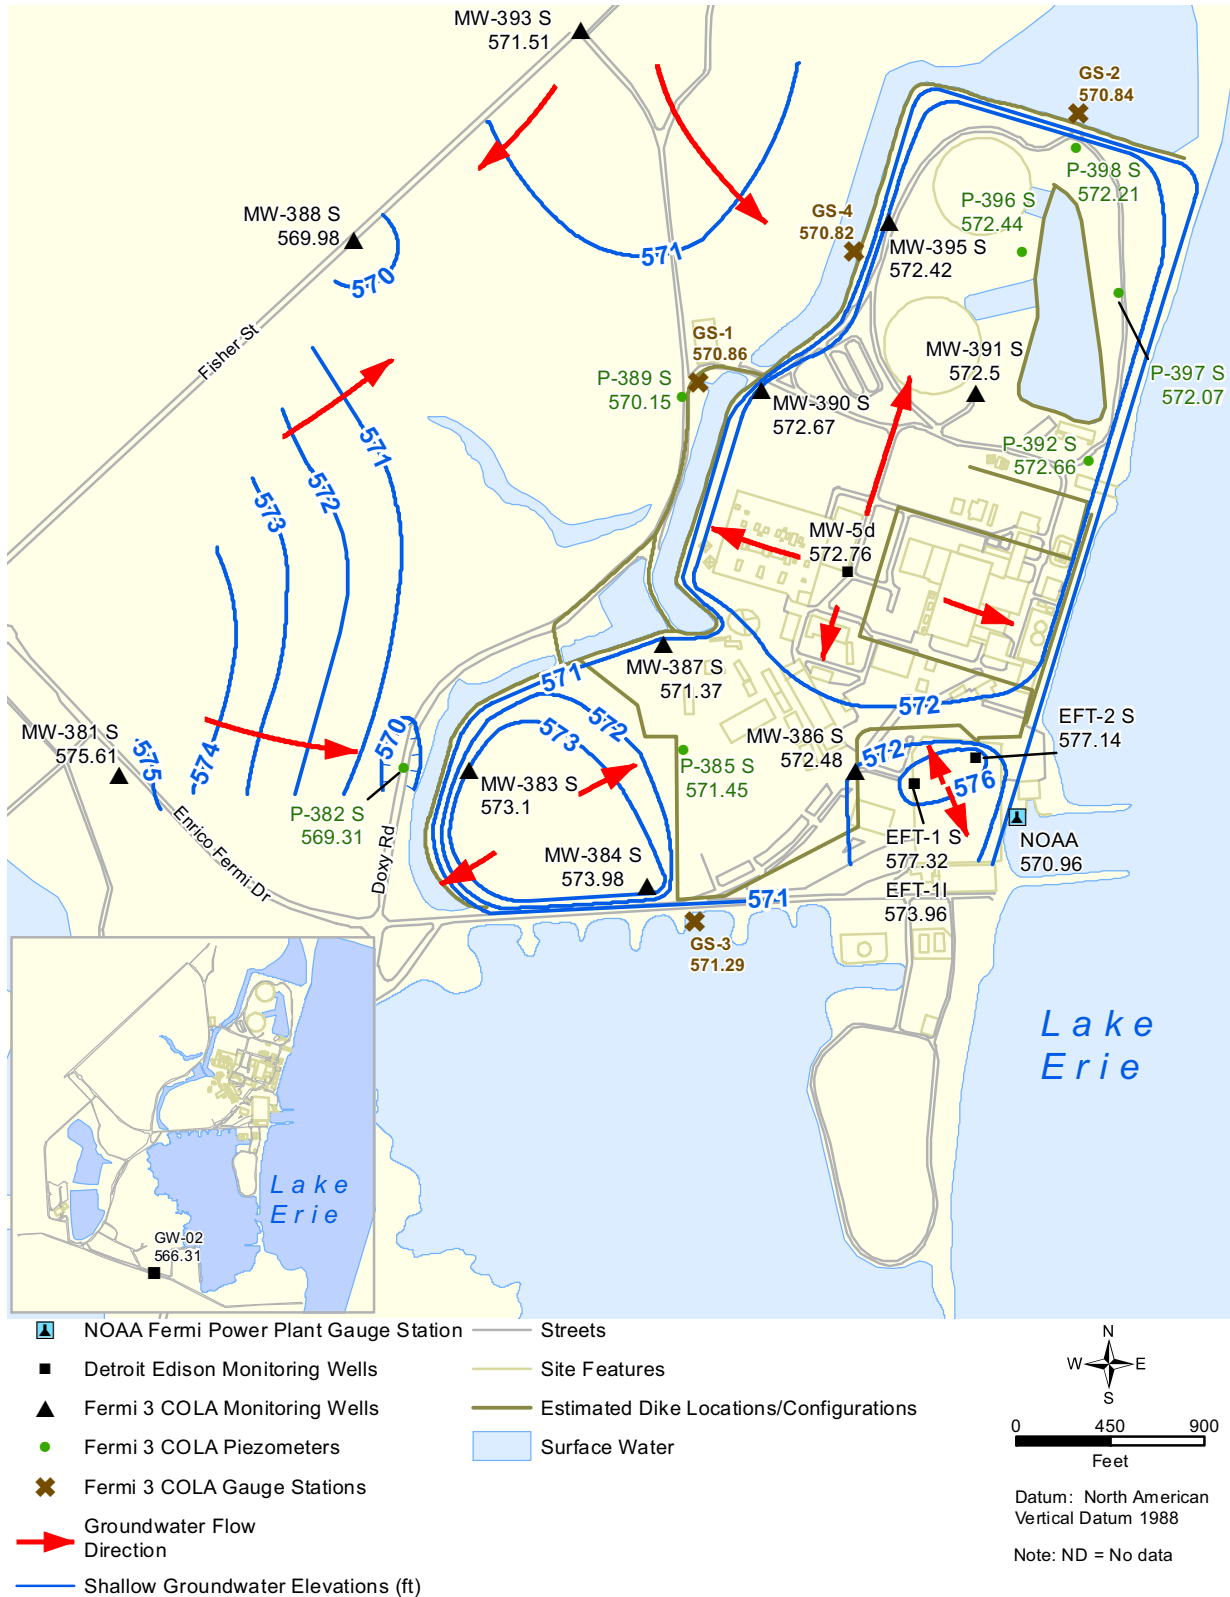 MW-393 S
571.51
GS-2
570.84
P-398 S
572.21
P-396 S
572.44
MW-388 S
569.98
GS-4
570.82
MW-395 S
572.42
571
570
Fisher St
GS-1
570.86
MW-391 S
572.5
P-389 S
570.15
P-397 S
572.07
MW-390 S
572.67
571
P-392 S
572.66
572
573
MW-5d
572.76
MW-387 S
571.37
571
572
572
EFT-2 S
577.14
MW-381 S
575.61
570
573
MW-386 S
572.48
572
574
575
P-385 S
571.45
MW-383 S
573.1
576
P-382 S
569.31
Enrico Fermi Dr
Doxy Rd
EFT-1 S
577.32
NOAA
570.96
MW-384 S
573.98
EFT-1I
573.96
571
GS-3
571.29
Lake
Erie
Lake
Erie
GW-02
566.31
NOAA Fermi Power Plant Gauge Station
Detroit Edison Monitoring Wells
Fermi 3 COLA Monitoring Wells
Fermi 3 COLA Piezometers
Fermi 3 COLA Gauge Stations
Groundwater Flow
Direction
Shallow Groundwater Elevations (ft)
Streets
Site Features
Estimated Dike Locations/Configurations
Surface Water
N
W E
S
0 450 900
Feet
Datum: North American
Vertical Datum 1988
Note: ND = No data